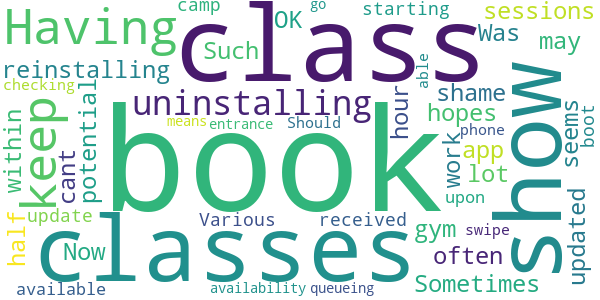 camp
go
starting
sessions
Having
class
OK
Was
may
Such
reinstalling
checking
able
uninstalling
shame
hour
hopes
seems
show
boot
within
keep
cant
potential
book
means
entrance
Should
work
phone
app
lot
upon
update
Various
received
gym
swipe
updated
half
Now
classes
often
Sometimes
available
availability
queueing